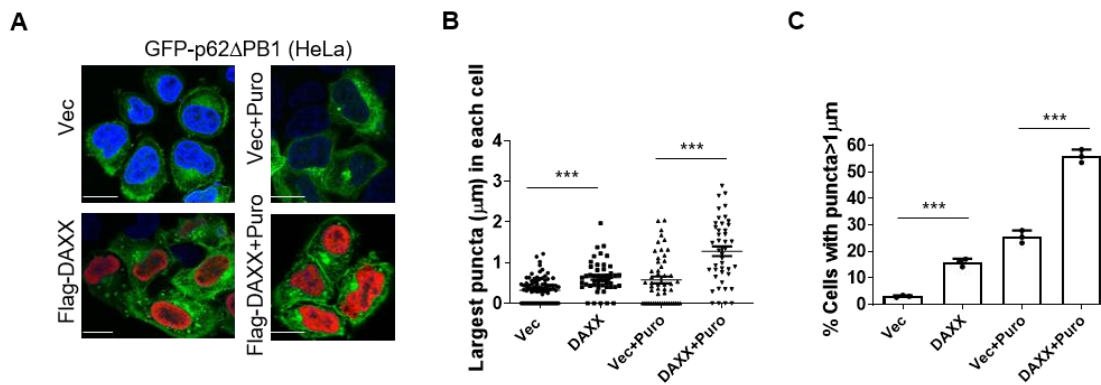 A
GFP-p62ΔPB1 (HeLa)
Vec
Vec+Puro
Flag-DAXX
Flag-DAXX+Puro
B
Largest puncta (μm) in each cell
4
3
2
1
0
***
***
Vec
DAXX
Vec+Puro
DAXX+Puro
C
% Cells with puncta>1μm
70
60
50
40
30
20
10
0
***
***
Vec
DAXX
Vec+Puro
DAXX+Puro